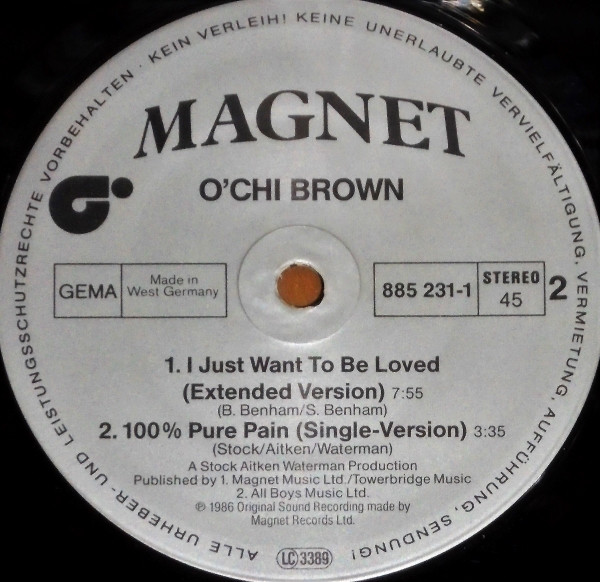 ALLE URHEBER- UND LEISTUNGSSCHUTZRECHTE VORBEHALTEN · KEIN VERLEIH! KEINE UNERLAUBTE VERVIELFÄLTIGUNG, VERMIETUNG, AUFFÜHRUNG, SENDUNG!
MAGNET
O'CHI BROWN
GEMA
Made in
West Germany
885 231-1
STEREO
45
2
1. I Just Want To Be Loved
(Extended Version) 7:55
(B. Benham/S. Benham)
2. 100% Pure Pain (Single-Version) 3:35
(Stock/Aitken/Waterman)
A Stock Aitken Waterman Production
Published by 1. Magnet Music Ltd./Towerbridge Music
2. All Boys Music Ltd.
℗ 1986 Original Sound Recording made by
Magnet Records Ltd.
LC 3389